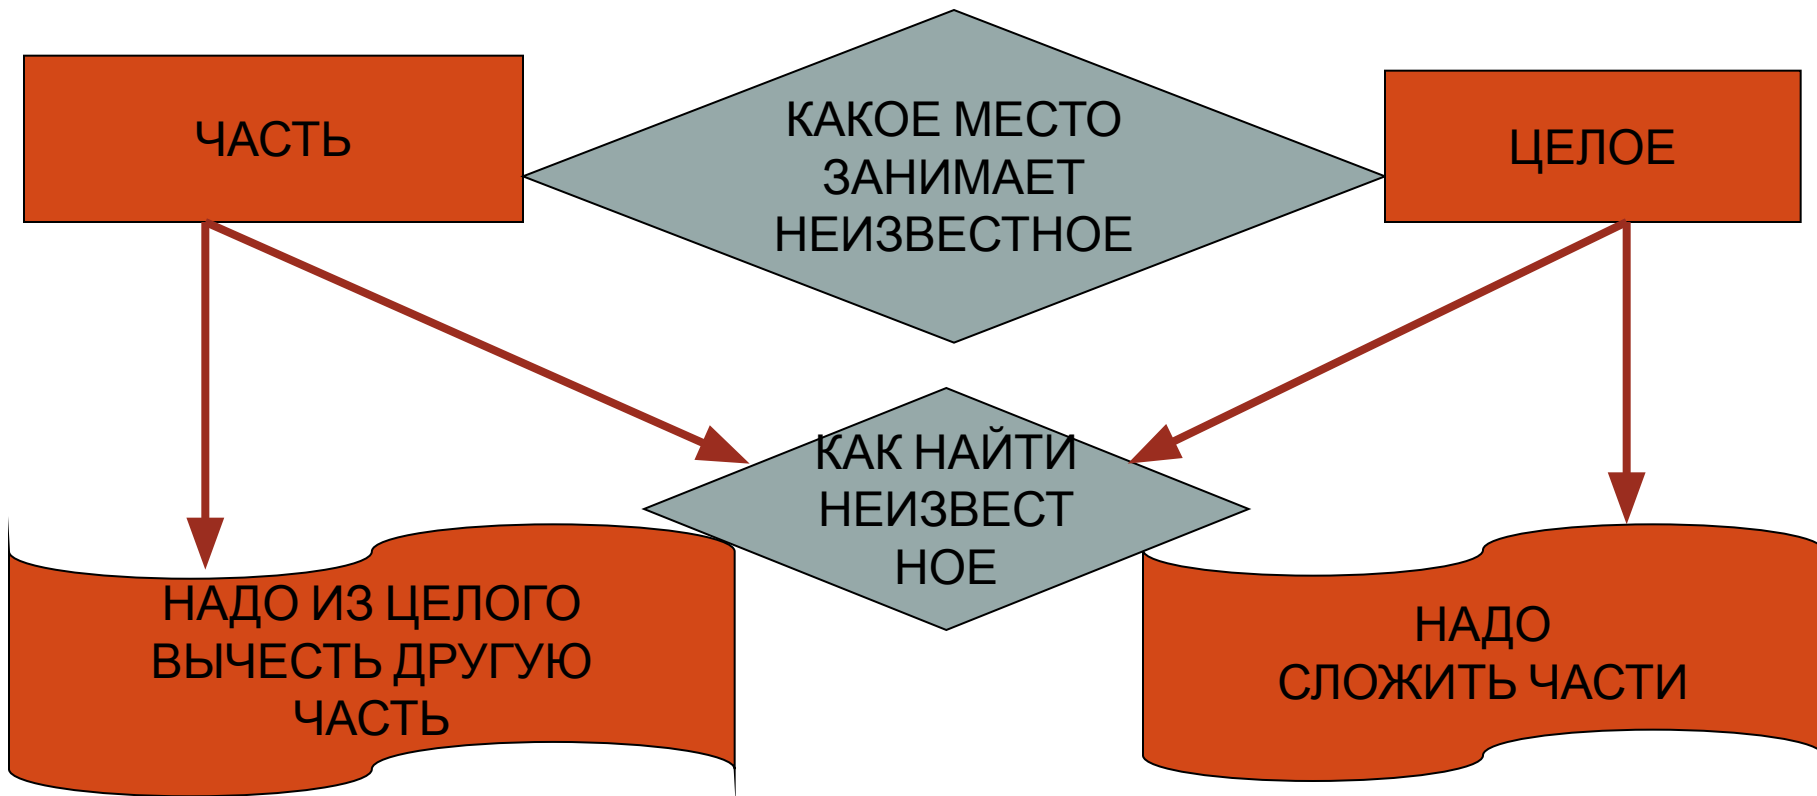 ЧАСТЬ
КАКОЕ МЕСТО
ЗАНИМАЕТ
НЕИЗВЕСТНОЕ
ЦЕЛОЕ
КАК НАЙТИ
НЕИЗВЕСТ
НОЕ
НАДО ИЗ ЦЕЛОГО
ВЫЧЕСТЬ ДРУГУЮ
ЧАСТЬ
НАДО
СЛОЖИТЬ ЧАСТИ